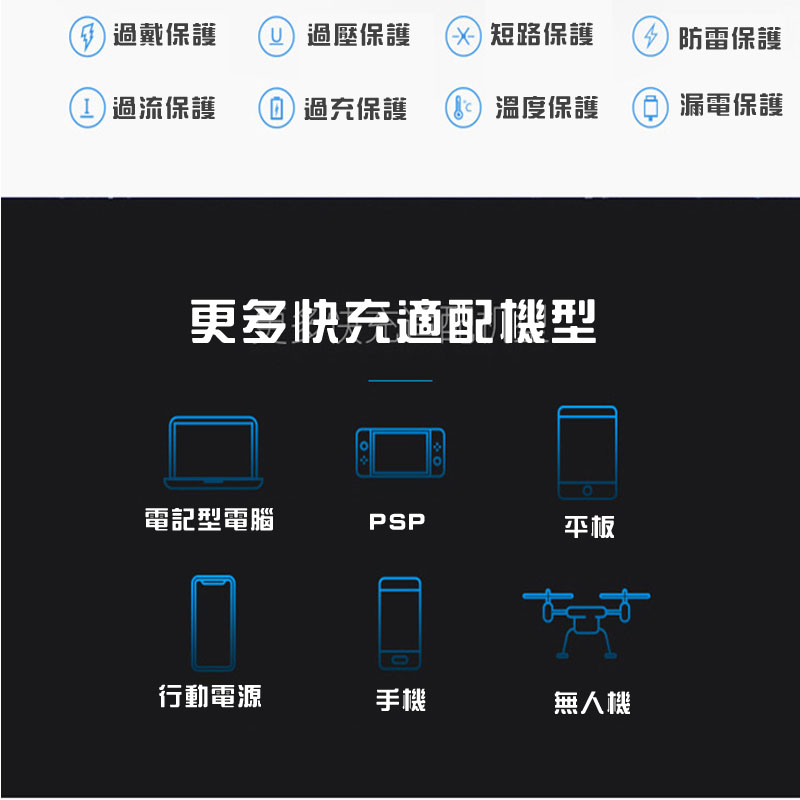 過戴保護 U 過壓保護 短路保護 防雷保護
I 過流保護 過充保護 °C 溫度保護 漏電保護
更多快充適配機型
電記型電腦 PSP 平板
行動電源 手機 無人機